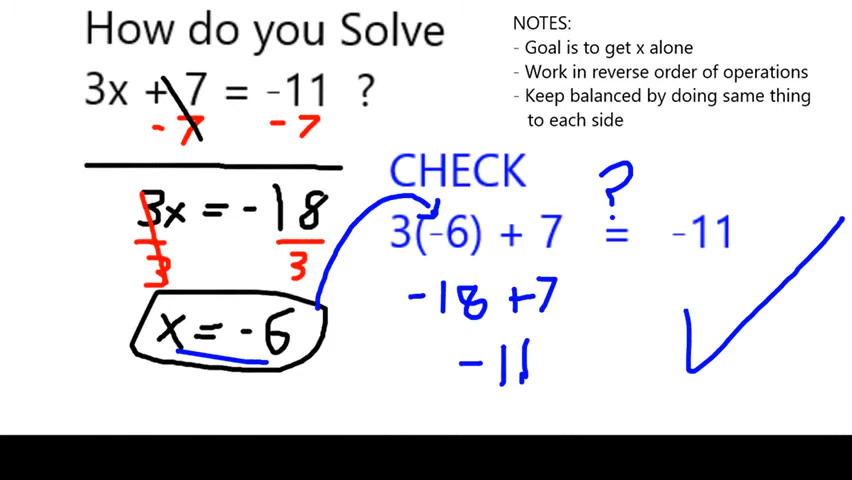 How do you Solve
3x + 7 = -11 ?
- 7 - 7
3x = - 18
3 3
x = - 6
NOTES:
- Goal is to get x alone
- Work in reverse order of operations
- Keep balanced by doing same thing
to each side
CHECK
?
3(-6) + 7 = -11
- 18 + 7
- 11